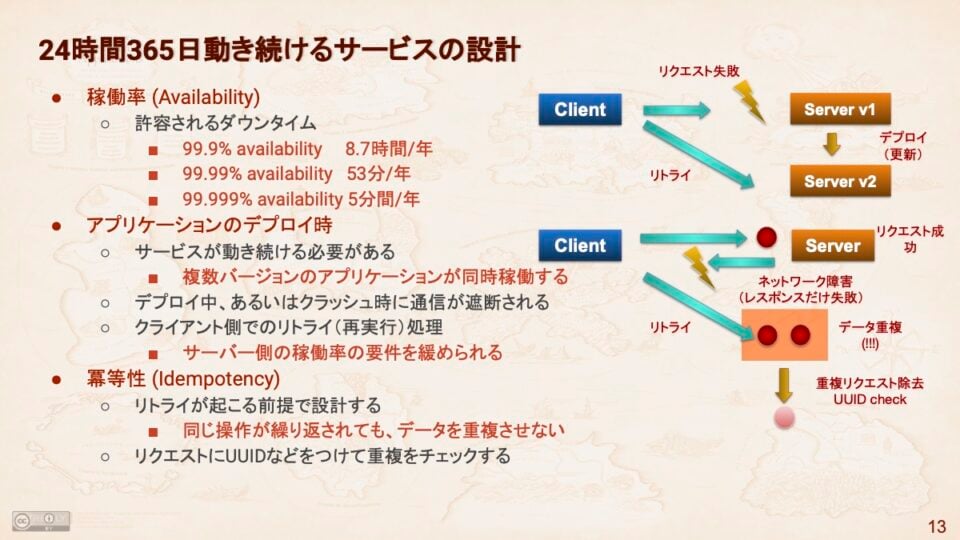 24時間365日動き続けるサービスの設計
● 稼働率 (Availability)
○ 許容されるダウンタイム
■ 99.9% availability 8.7時間/年
■ 99.99% availability 53分/年
■ 99.999% availability 5分間/年
● アプリケーションのデプロイ時
○ サービスが動き続ける必要がある
■ 複数バージョンのアプリケーションが同時稼働する
○ デプロイ中、あるいはクラッシュ時に通信が遮断される
○ クライアント側でのリトライ（再実行）処理
■ サーバー側の稼働率の要件を緩められる
● 冪等性 (Idempotency)
○ リトライが起こる前提で設計する
■ 同じ操作が繰り返されても、データを重複させない
○ リクエストにUUIDなどをつけて重複をチェックする
リクエスト失敗
Client
Server v1
デプロイ
（更新）
リトライ
Server v2
Client
Server
リクエスト成
功
ネットワーク障害
（レスポンスだけ失敗）
リトライ
データ重複
(!!!)
重複リクエスト除去
UUID check
CC
BY
13